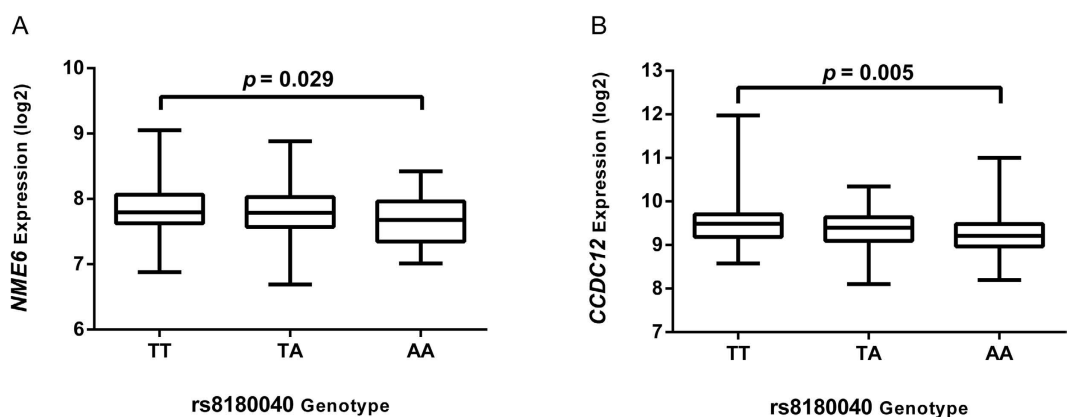 A
p = 0.029
NME6 Expression (log2)
10
9
8
7
6
TT TA AA
rs8180040 Genotype
B
p = 0.005
CCDC12 Expression (log2)
13
12
11
10
9
8
7
TT TA AA
rs8180040 Genotype